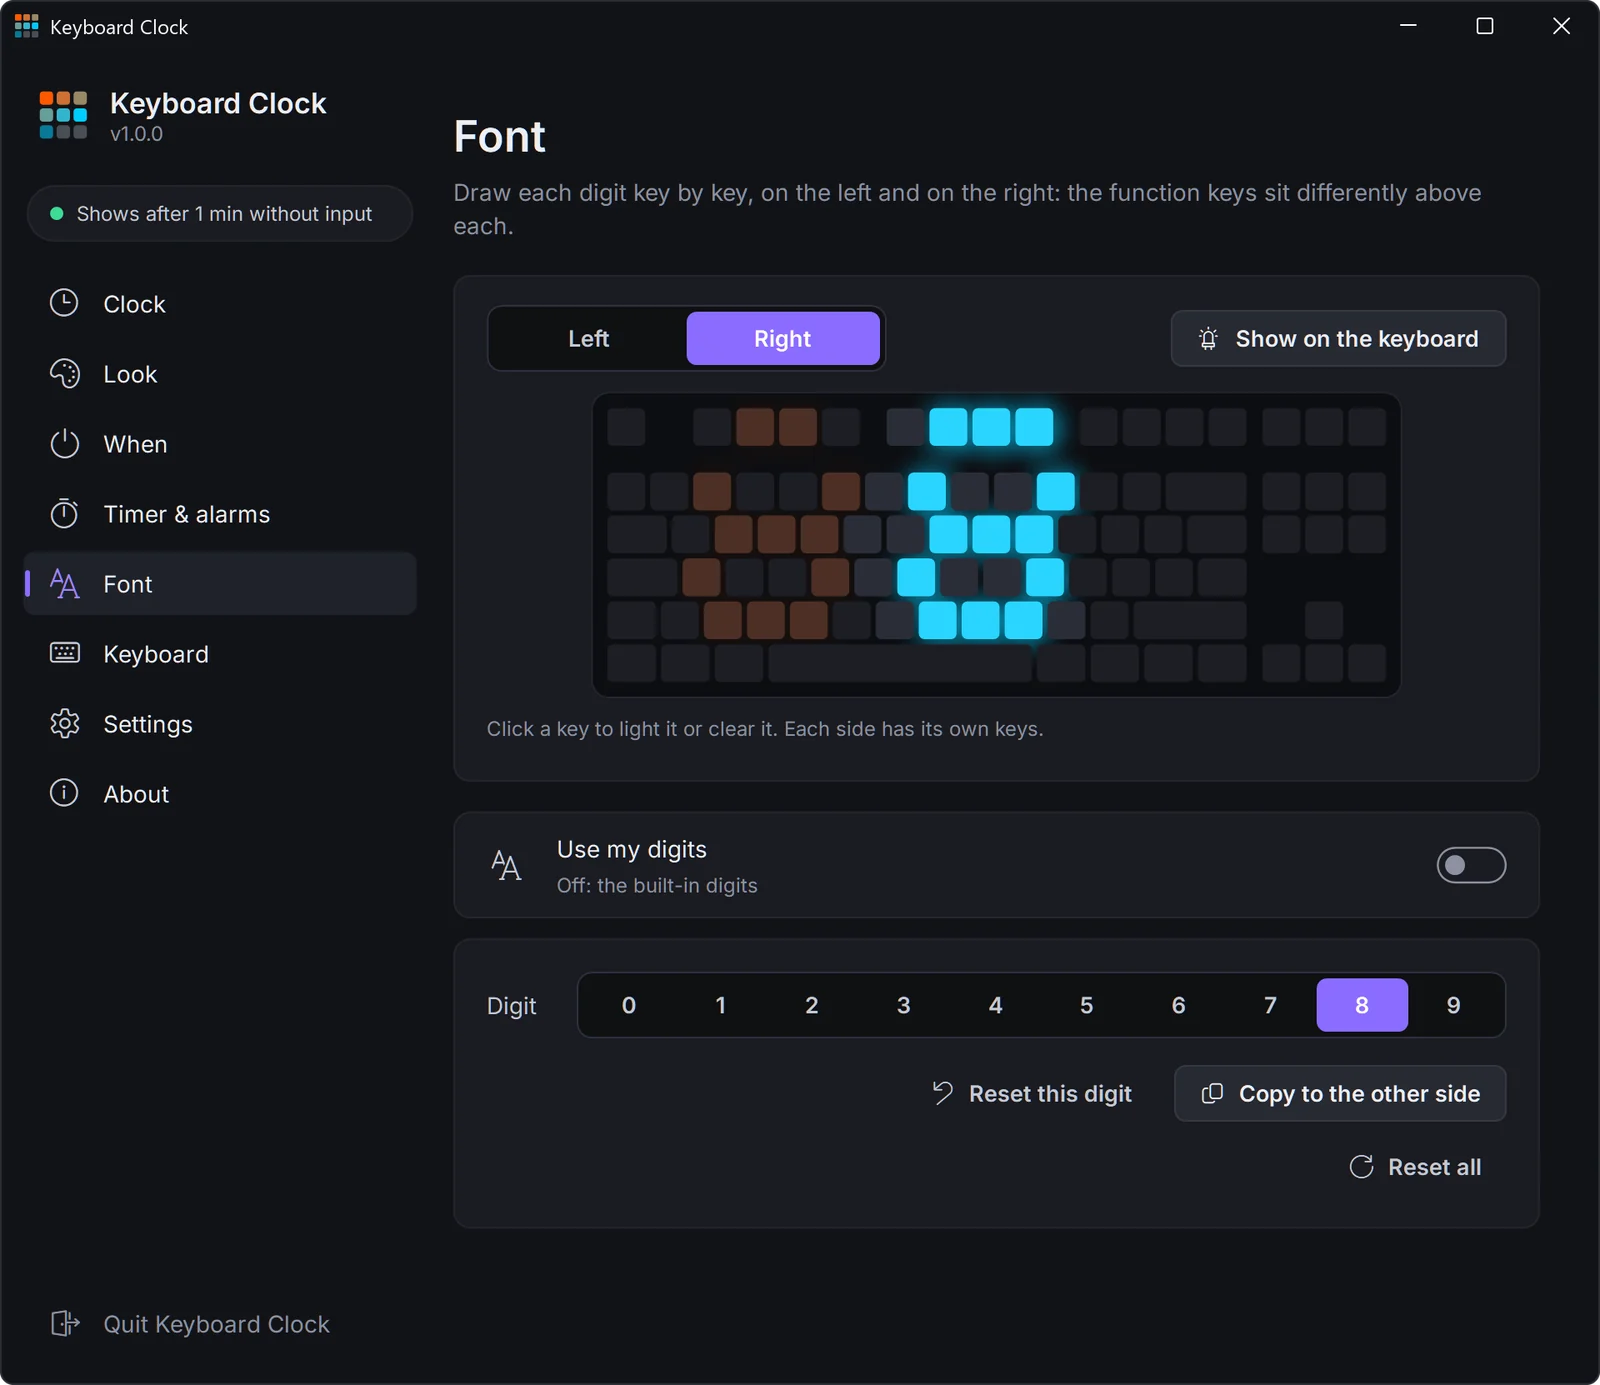 Keyboard Clock
Keyboard Clock
v1.0.0
Shows after 1 min without input
Clock
Look
When
Timer & alarms
Font
Keyboard
Settings
About
Quit Keyboard Clock
Font
Draw each digit key by key, on the left and on the right: the function keys sit differently above
each.
Left
Right
Show on the keyboard
Click a key to light it or clear it. Each side has its own keys.
Use my digits
Off: the built-in digits
Digit
0 1 2 3 4 5 6 7 8 9
Reset this digit
Copy to the other side
Reset all